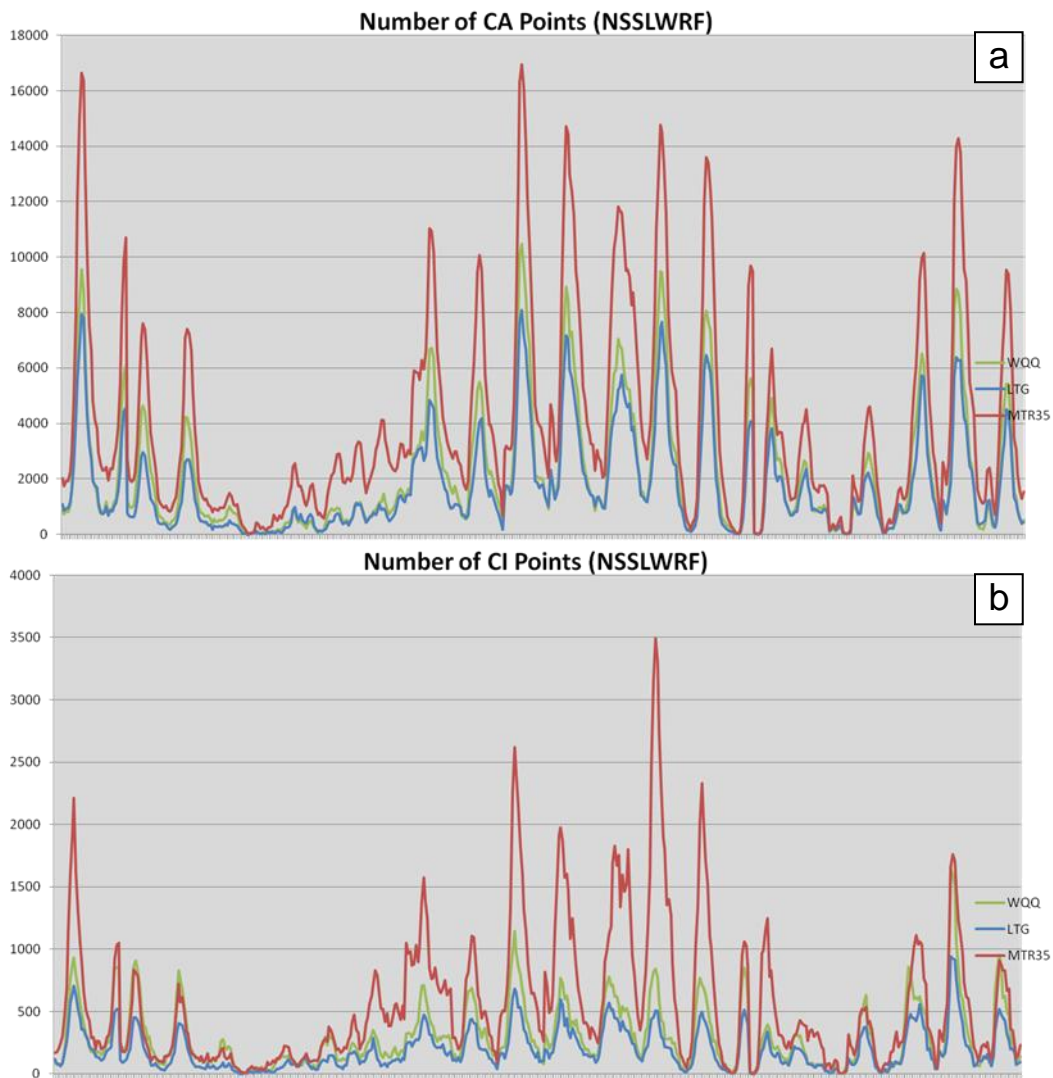 Number of CA Points (NSSLWRF)
a
18000
16000
14000
12000
10000
8000
6000
4000
2000
0
WQQ
LTG
MTR35
Number of CI Points (NSSLWRF)
b
4000
3500
3000
2500
2000
1500
1000
500
0
WQQ
LTG
MTR35